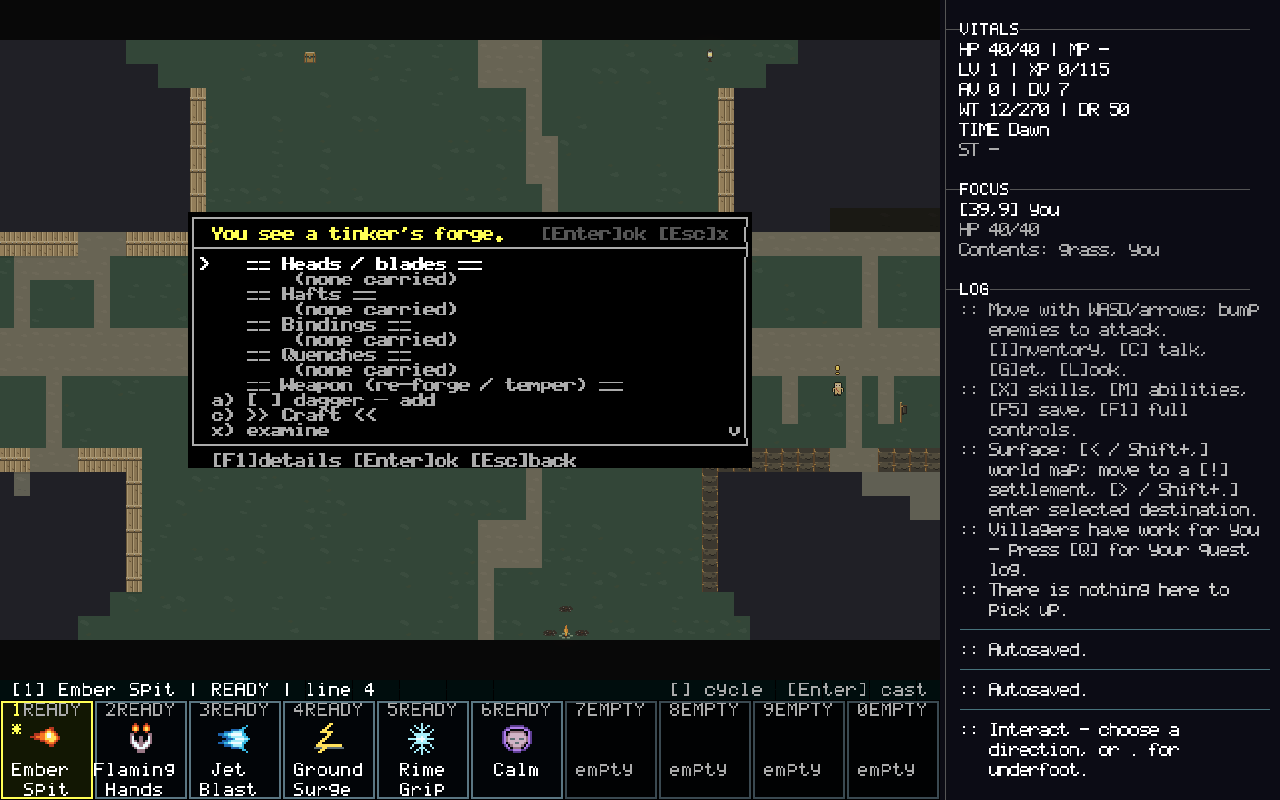 You see a tinker's forge. [Enter]ok [Esc]x
> == Heads / blades ==
(none carried)
== Hafts ==
(none carried)
== Bindings ==
(none carried)
== Quenches ==
(none carried)
== Weapon (re-forge / temper) ==
a) [ ] dagger - add
c) >> Craft <<
x) examine v
[F1]details [Enter]ok [Esc]back
[1] Ember Spit | READY | line 4 [] cycle [Enter] cast
1READY 2READY 3READY 4READY 5READY 6READY 7EMPTY 8EMPTY 9EMPTY 0EMPTY
*
Ember Spit
Flaming Hands
Jet Blast
Ground Surge
Rime Grip
Calm
empty
empty
empty
empty
VITALS
HP 40/40 | MP -
LV 1 | XP 0/115
AV 0 | DV 7
WT 12/270 | DR 50
TIME Dawn
ST -
FOCUS
[39,9] You
HP 40/40
Contents: grass, you
LOG
:: Move with WASD/arrows; bump
enemies to attack.
[I]nventory, [C] talk,
[G]et, [L]ook.
:: [X] skills, [M] abilities,
[F5] save, [F1] full
controls.
:: Surface: [< / Shift+,]
world map; move to a [!]
settlement, [> / Shift+.]
enter selected destination.
:: Villagers have work for you
- press [Q] for your quest
log.
:: There is nothing here to
pick up.
:: Autosaved.
:: Autosaved.
:: Interact - choose a
direction, or . for
underfoot.